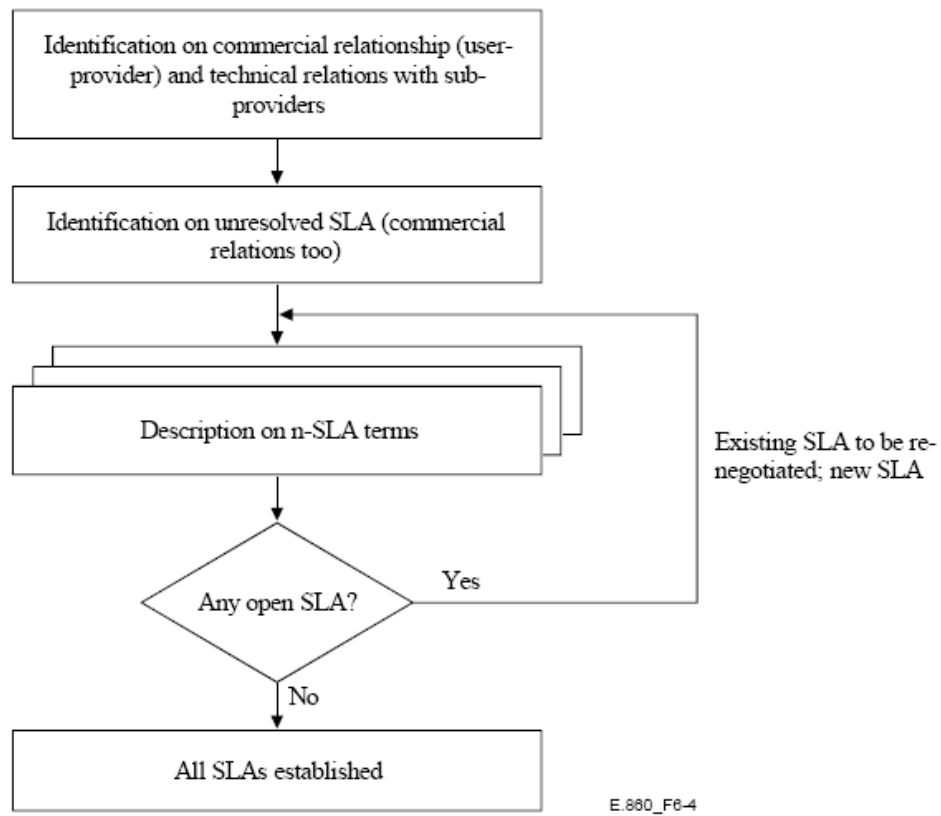 Identification on commercial relationship (user-
provider) and technical relations with sub-
providers
Identification on unresolved SLA (commercial
relations too)
Description on n-SLA terms
Existing SLA to be re-
negotiated; new SLA
Any open SLA?
Yes
No
All SLAs established
E.860_F6-4